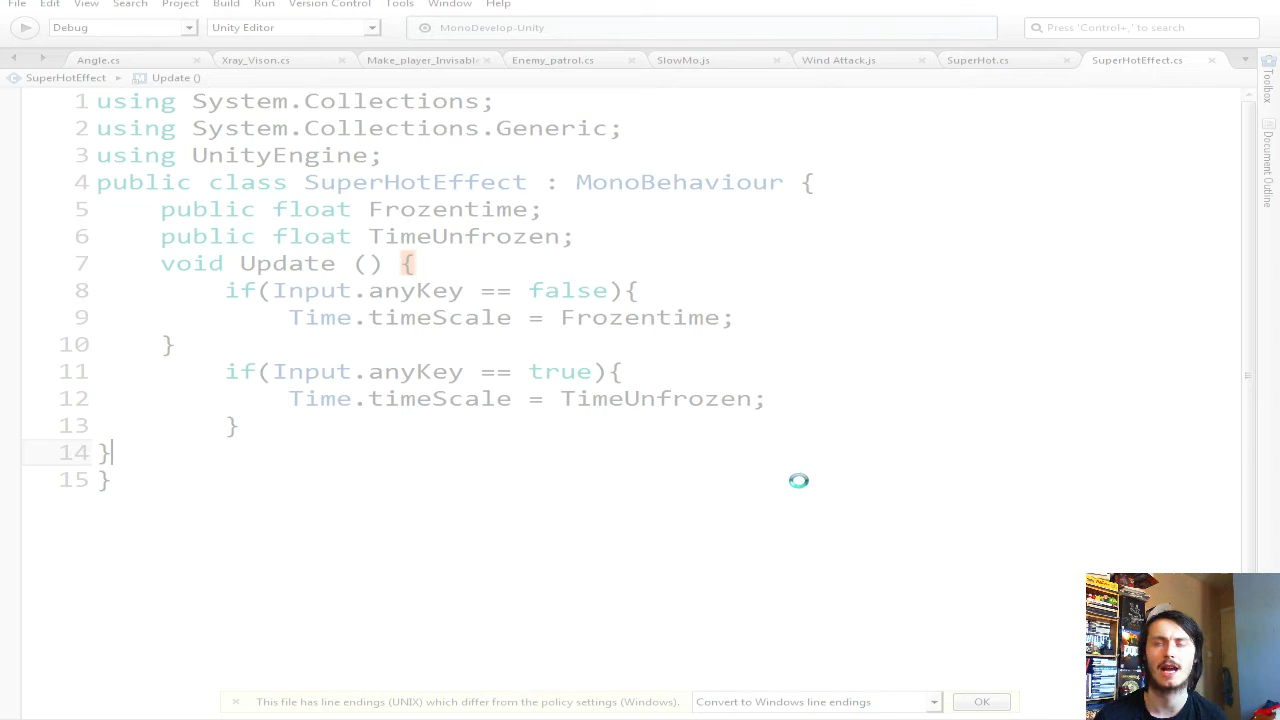 File Edit View Search Project Build Run Version Control Tools Window Help
Debug Unity Editor MonoDevelop-Unity Press 'Control+,' to search
Angle.cs Xray_Vison.cs Make_player_Invisabl Enemy_patrol.cs SlowMo.js Wind Attack.js SuperHot.cs SuperHotEffect.cs
SuperHotEffect Update ()
Toolbox
Document Outline
1 using System.Collections;
2 using System.Collections.Generic;
3 using UnityEngine;
4 public class SuperHotEffect : MonoBehaviour {
5 public float Frozentime;
6 public float TimeUnfrozen;
7 void Update () {
8 if(Input.anyKey == false){
9 Time.timeScale = Frozentime;
10 }
11 if(Input.anyKey == true){
12 Time.timeScale = TimeUnfrozen;
13 }
14 }
15 }
This file has line endings (UNIX) which differ from the policy settings (Windows). Convert to Windows line endings OK